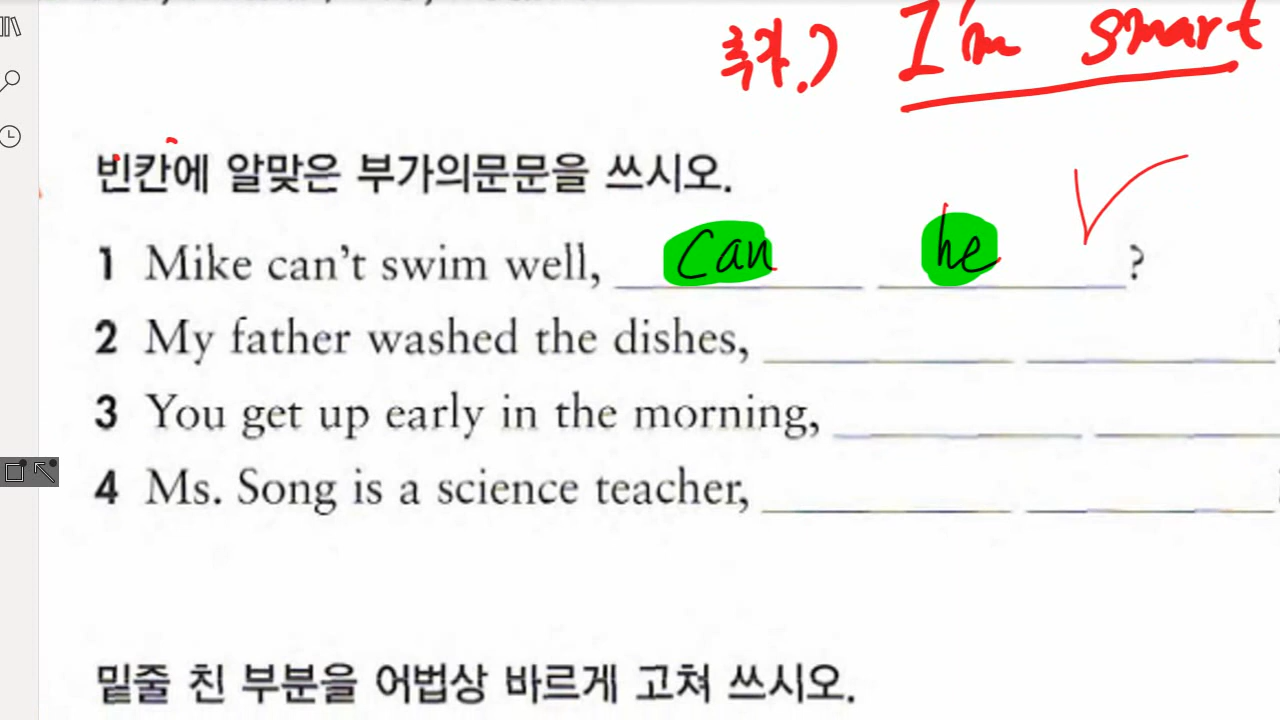 추가.) I'm smart
빈칸에 알맞은 부가의문문을 쓰시오.
1 Mike can't swim well, can he ?
2 My father washed the dishes,
3 You get up early in the morning,
4 Ms. Song is a science teacher,
밑줄 친 부분을 어법상 바르게 고쳐 쓰시오.